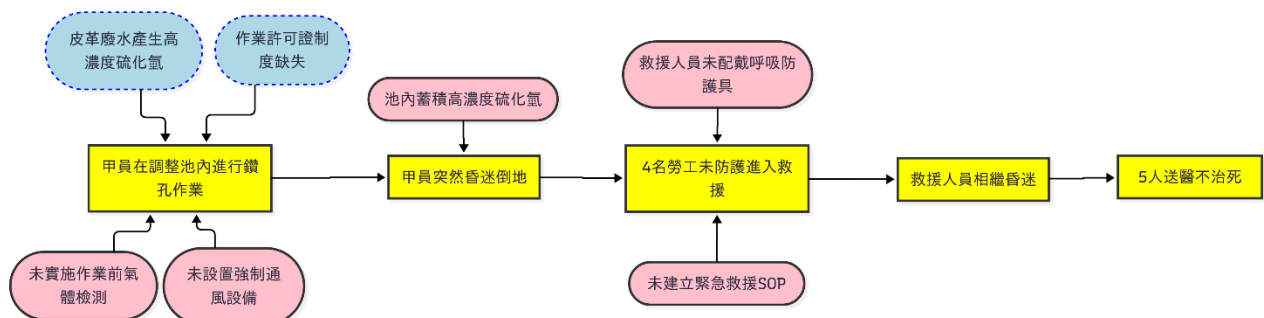 皮革廢水產生高
濃度硫化氫
作業許可證制
度缺失
救援人員未配戴呼吸防
護具
池內蓄積高濃度硫化氫
甲員在調整池內進行鑽
孔作業
甲員突然昏迷倒地
4名勞工未防護進入救
援
救援人員相繼昏迷
5人送醫不治死
未實施作業前氣
體檢測
未設置強制通
風設備
未建立緊急救援SOP